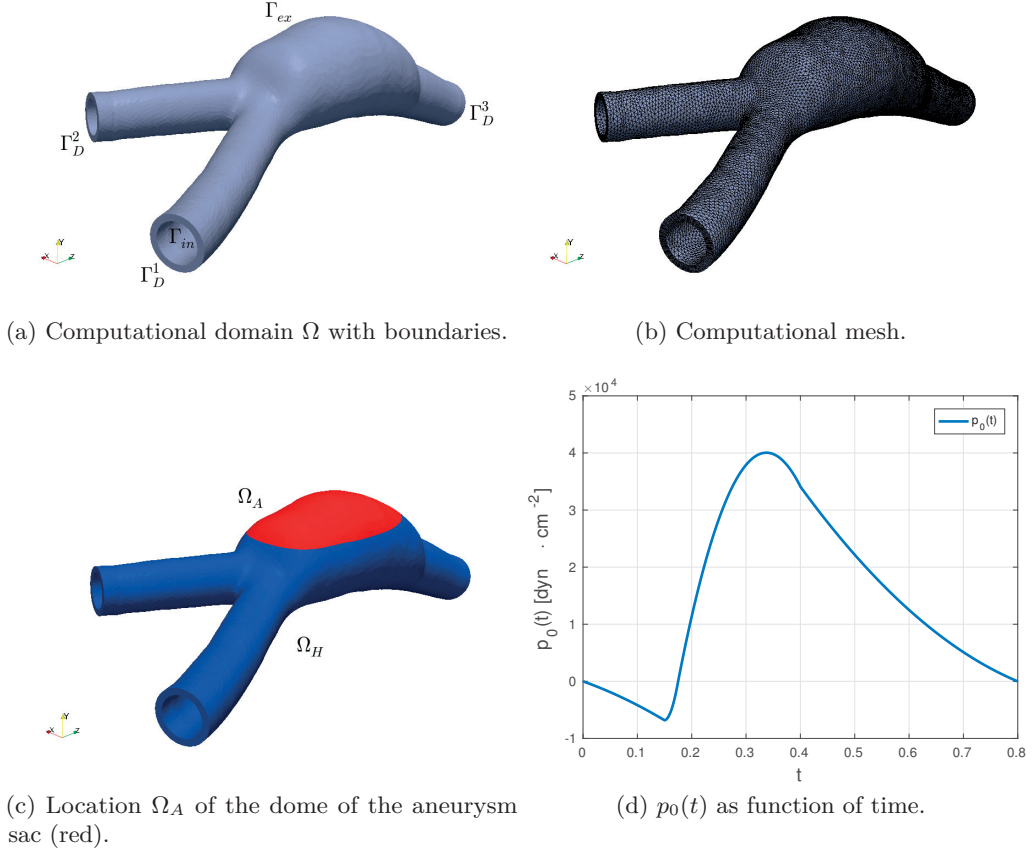 Γ_ex
Γ_D^2
Γ_D^3
Γ_in
Γ_D^1
X Y Z
X Y Z
(a) Computational domain Ω with boundaries.
(b) Computational mesh.
Ω_A
Ω_H
X Y Z
(c) Location Ω_A of the dome of the aneurysm
sac (red).
×10^4
5
4
3
2
1
0
-1
p_0(t) [dyn · cm^-2]
p_0(t)
0 0.1 0.2 0.3 0.4 0.5 0.6 0.7 0.8
t
(d) p_0(t) as function of time.